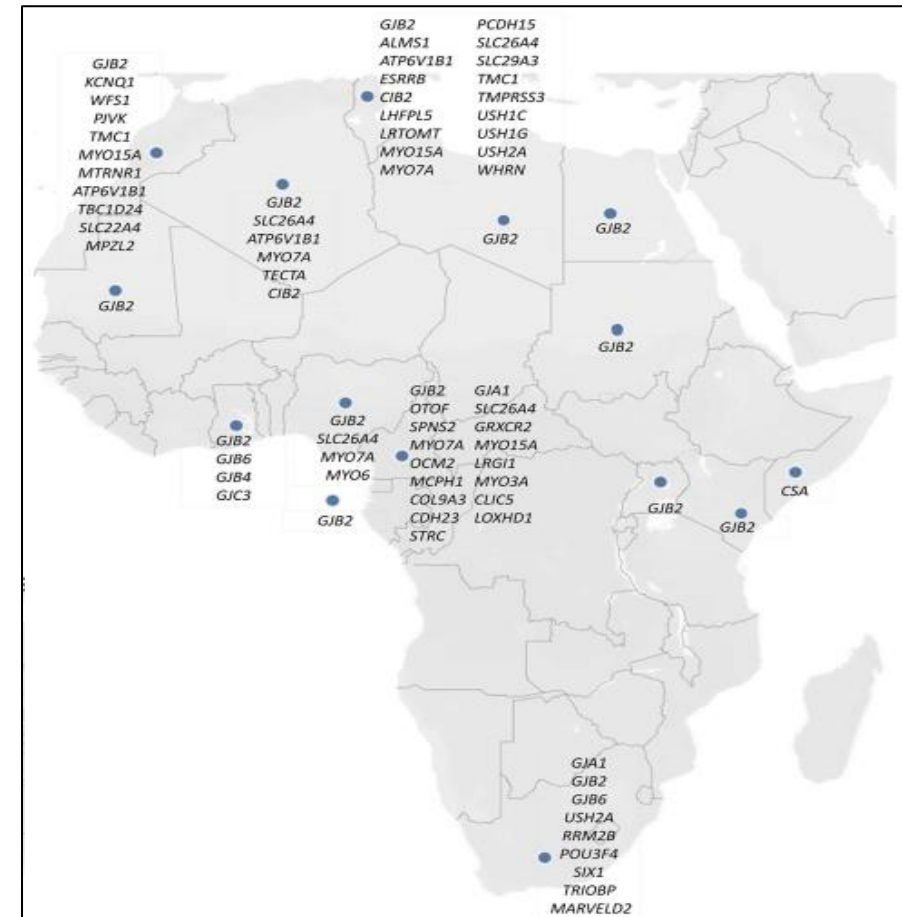 GJB2
KCNQ1
WFS1
PJVK
TMC1
MYO15A
MTRNR1
ATP6V1B1
TBC1D24
SLC22A4
MPZL2
GJB2
ALMS1
ATP6V1B1
ESRRB
CIB2
LHFPL5
LRTOMT
MYO15A
MYO7A
PCDH15
SLC26A4
SLC29A3
TMC1
TMPRSS3
USH1C
USH1G
USH2A
WHRN
GJB2
SLC26A4
ATP6V1B1
MYO7A
TECTA
CIB2
GJB2
GJB2
GJB2
GJB2
GJB2
GJB6
GJB4
GJC3
GJB2
SLC26A4
MYO7A
MYO6
GJB2
GJB2
OTOF
SPNS2
MYO7A
OCM2
MCPH1
COL9A3
CDH23
STRC
GJA1
SLC26A4
GRXCR2
MYO15A
LRGI1
MYO3A
CLIC5
LOXHD1
GJB2
GJB2
CSA
GJA1
GJB2
GJB6
USH2A
RRM2B
POU3F4
SIX1
TRIOBP
MARVELD2